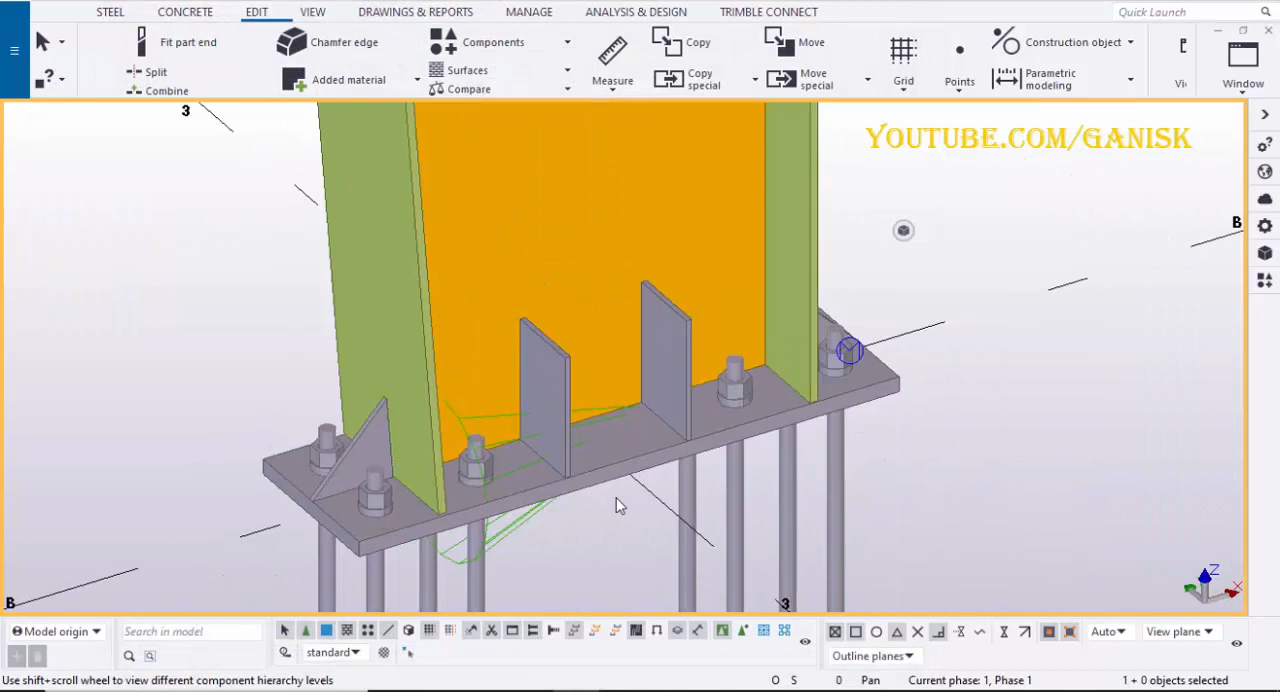 STEEL CONCRETE EDIT VIEW DRAWINGS & REPORTS MANAGE ANALYSIS & DESIGN TRIMBLE CONNECT Quick Launch
Fit part end
Split
Combine
Chamfer edge
Added material
Components
Surfaces
Compare
Measure
Copy
Copy special
Move
Move special
Grid
Points
Construction object
Parametric modeling
Vi
Window
YOUTUBE.COM/GANISK
3
B
B
3
Z
X
Model origin
Search in model
standard
Auto
View plane
Outline planes
Use shift+scroll wheel to view different component hierarchy levels
O S 0 Pan Current phase: 1, Phase 1 1 + 0 objects selected